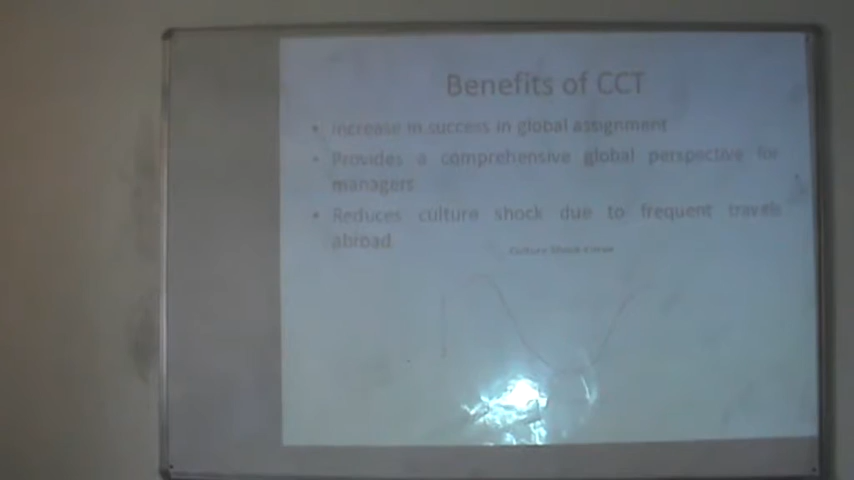 Benefits of CCT
• Increase in success in global assignment
• Provides a comprehensive global perspective for
managers
• Reduces culture shock due to frequent travels
abroad
Culture Shock Curve